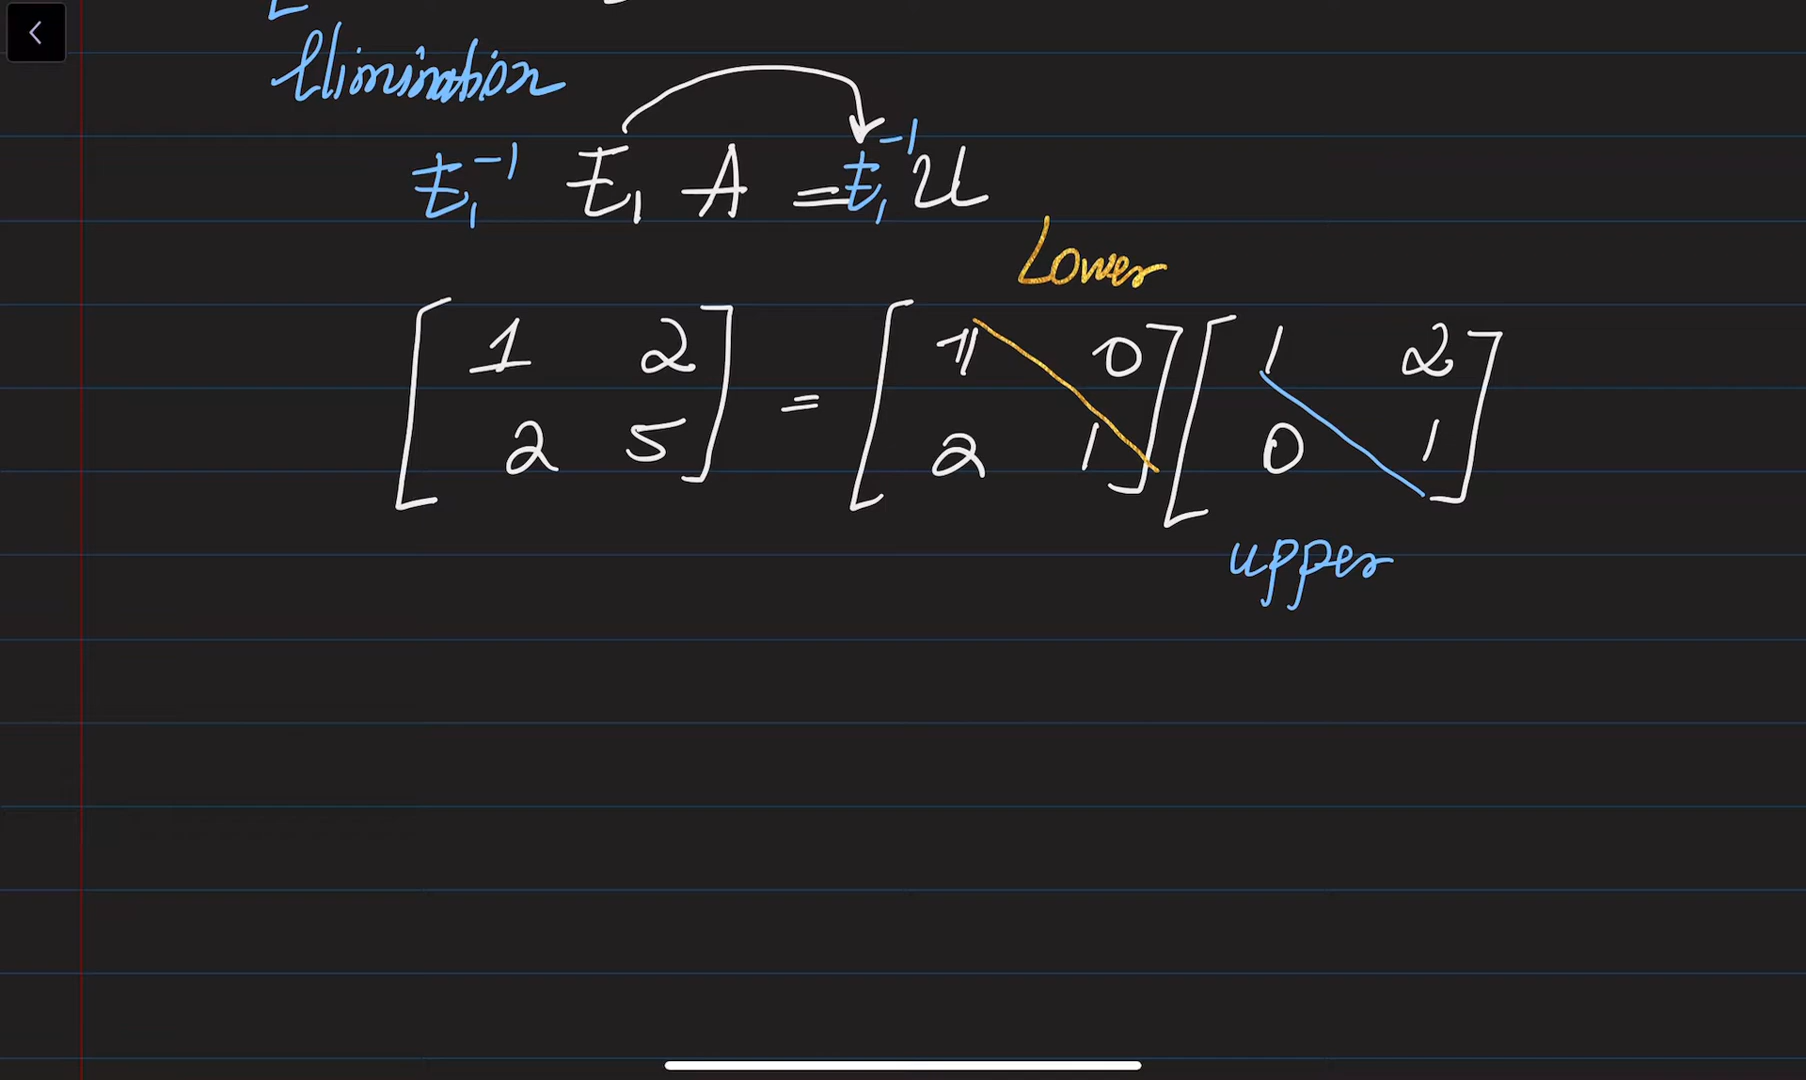 Elimination
E₁⁻¹ E₁ A = E₁⁻¹ U
Lower
[ 1 2 ] = [ 1 0 ] [ 1 2 ]
[ 2 5 ] [ 2 1 ] [ 0 1 ]
upper